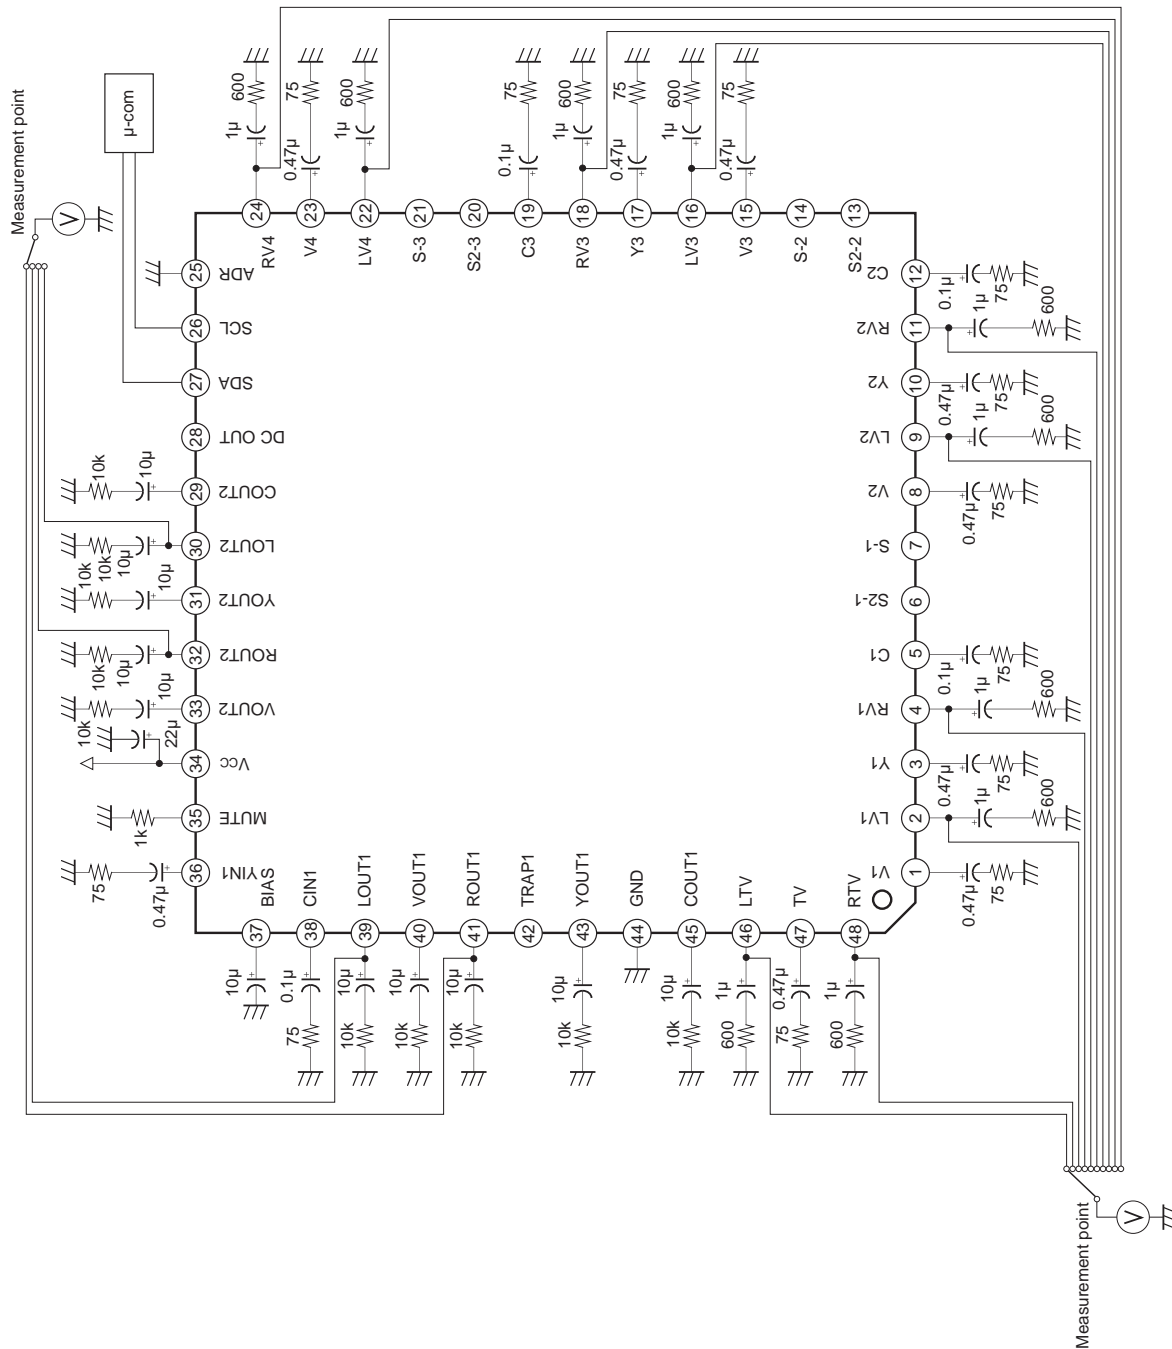 Measurement point
V
µ-com
600
1µ
75
0.47µ
600
1µ
75
0.1µ
600
1µ
75
0.47µ
600
1µ
75
0.47µ
24
23
22
21
20
19
18
17
16
15
14
13
RV4
V4
LV4
S-3
S2-3
C3
RV3
Y3
LV3
V3
S-2
S2-2
25
ADR
26
SCL
27
SDA
28
DC OUT
10k
10µ
29
COUT2
10k
10µ
30
LOUT2
10k
10µ
31
YOUT2
10k
10µ
32
ROUT2
10k
10µ
33
VOUT2
10k
22µ
34
Vcc
1k
35
MUTE
75
0.47µ
36
YIN1
12
C2
0.1µ
75
11
RV2
1µ
600
10
Y2
0.47µ
75
9
LV2
1µ
600
8
V2
0.47µ
75
7
S-1
6
S2-1
5
C1
0.1µ
75
4
RV1
1µ
600
3
Y1
0.47µ
75
2
LV1
1µ
600
1
V1
0.47µ
75
BIAS
CIN1
LOUT1
VOUT1
ROUT1
TRAP1
YOUT1
GND
COUT1
LTV
TV
RTV
37
38
39
40
41
42
43
44
45
46
47
48
10µ
0.1µ
75
10µ
10k
10µ
10k
10µ
10k
10µ
10k
10µ
10k
1µ
600
0.47µ
75
1µ
600
Measurement point
V